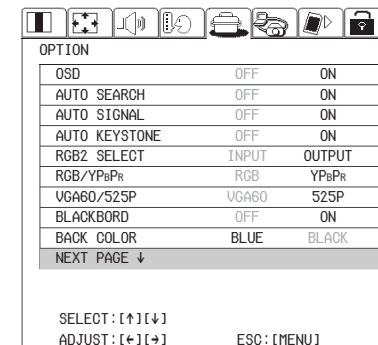 OPTION
OSD OFF ON
AUTO SEARCH OFF ON
AUTO SIGNAL OFF ON
AUTO KEYSTONE OFF ON
RGB2 SELECT INPUT OUTPUT
RGB/YPBPR RGB YPBPR
VGA60/525P VGA60 525P
BLACKBORD OFF ON
BACK COLOR BLUE BLACK
NEXT PAGE ↓
SELECT:[↑][↓]
ADJUST:[←][→] ESC:[MENU]